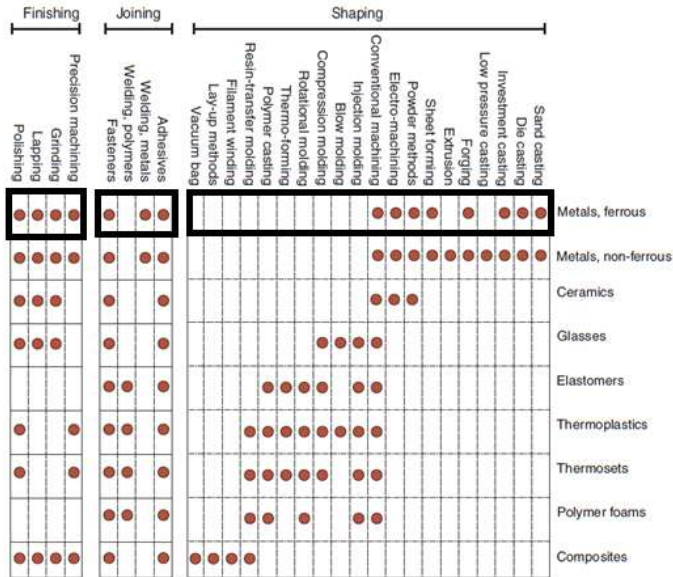 Finishing
Joining
Shaping
Polishing
Lapping
Grinding
Precision machining
Fasteners
Welding, polymers
Welding, metals
Adhesives
Vacuum bag
Lay-up methods
Filament winding
Resin-transfer molding
Polymer casting
Thermo-forming
Rotational molding
Compression molding
Blow molding
Injection molding
Conventional machining
Electro-machining
Powder methods
Sheet forming
Extrusion
Forging
Low pressure casting
Investment casting
Die casting
Sand casting
Metals, ferrous
Metals, non-ferrous
Ceramics
Glasses
Elastomers
Thermoplastics
Thermosets
Polymer foams
Composites